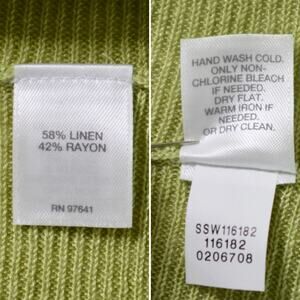 58% LINEN
42% RAYON
RN 97641
HAND WASH COLD.
ONLY NON-
CHLORINE BLEACH
IF NEEDED.
DRY FLAT.
WARM IRON IF
NEEDED.
OR DRY CLEAN.
SSW116182
116182
0206708